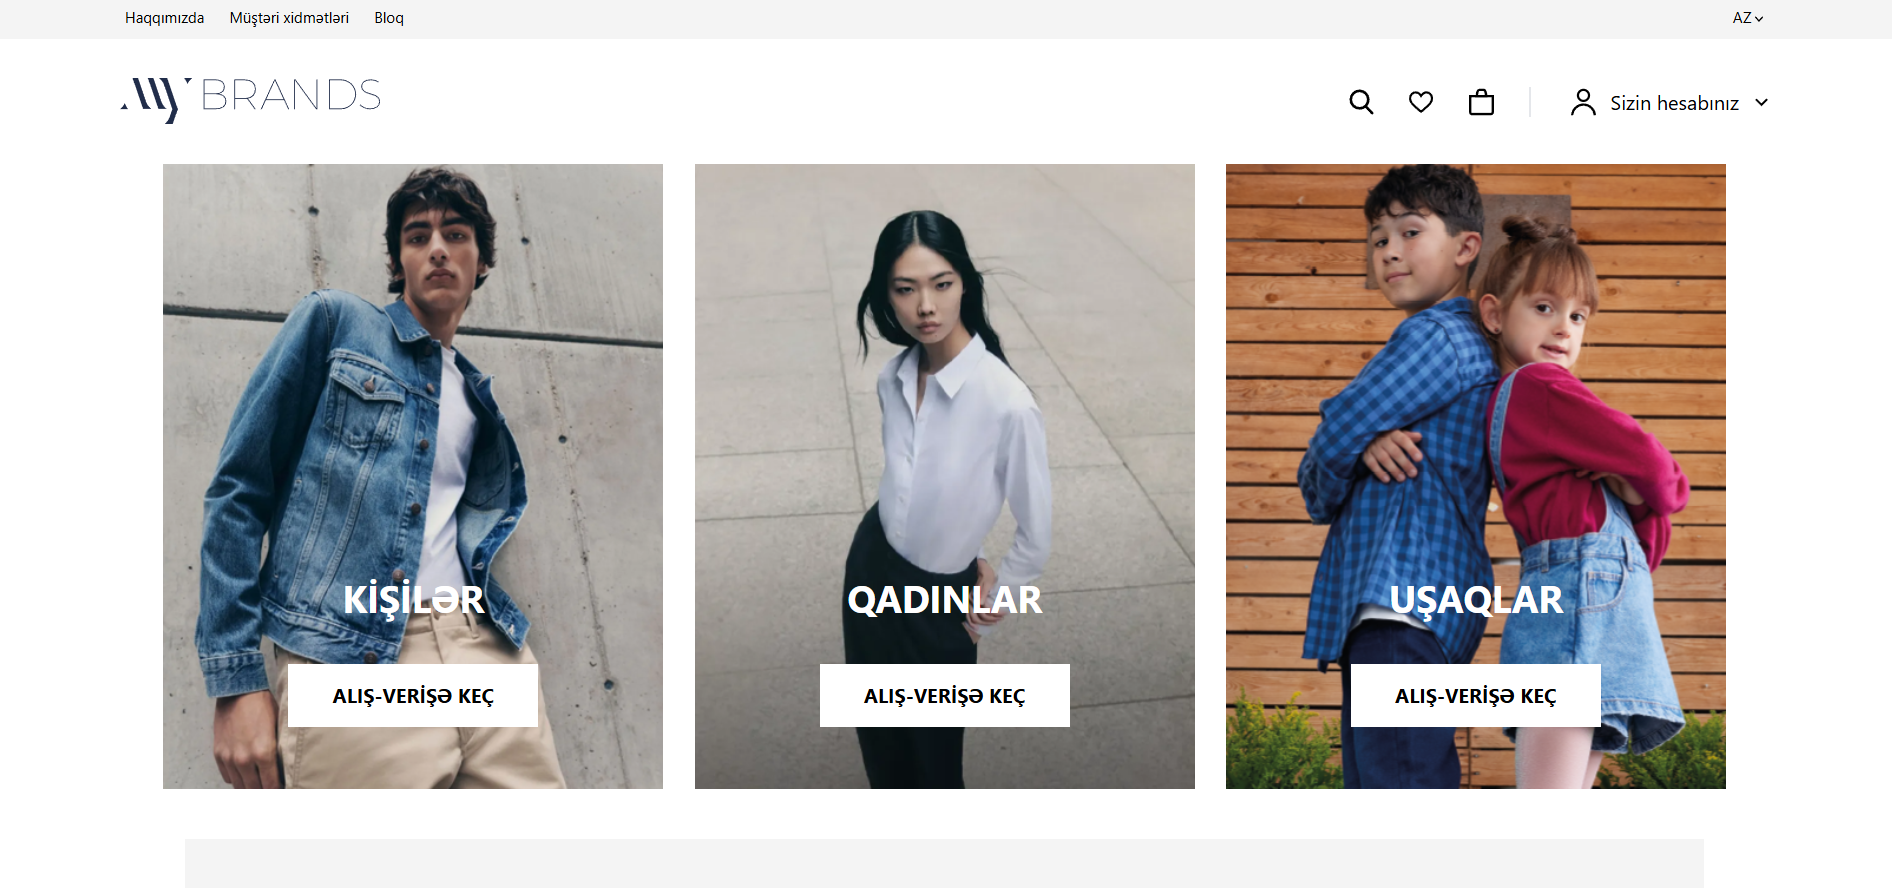 Haqqımızda Müştəri xidmətləri Bloq AZ
MY BRANDS
Sizin hesabınız
KİŞİLƏR
ALIŞ-VERİŞƏ KEÇ
QADINLAR
ALIŞ-VERİŞƏ KEÇ
UŞAQLAR
ALIŞ-VERİŞƏ KEÇ